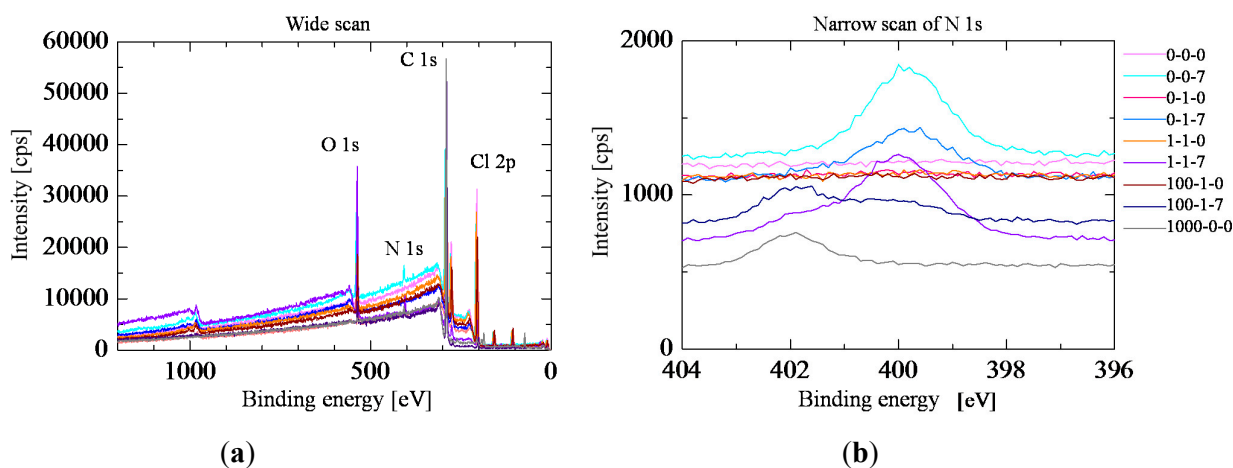 Wide scan
60000
50000
40000
30000
20000
10000
0
Intensity [cps]
C 1s
O 1s
Cl 2p
N 1s
1000
500
0
Binding energy [eV]
(a)
Narrow scan of N 1s
2000
1000
0
Intensity [cps]
404
402
400
398
396
Binding energy [eV]
0-0-0
0-0-7
0-1-0
0-1-7
1-1-0
1-1-7
100-1-0
100-1-7
1000-0-0
(b)